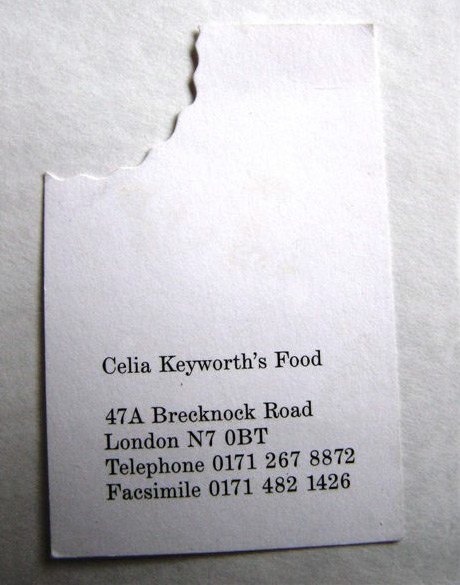 Celia Keyworth's Food
47A Brecknock Road
London N7 0BT
Telephone 0171 267 8872
Facsimile 0171 482 1426